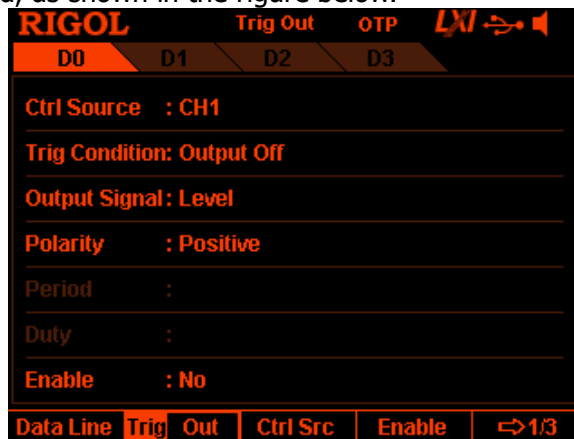 a) as shown in the figure below.
RIGOL Trig Out OTP LXI
D0 D1 D2 D3
Ctrl Source : CH1
Trig Condition: Output Off
Output Signal: Level
Polarity : Positive
Period :
Duty :
Enable : No
Data Line Trig Out Ctrl Src Enable ⇨1/3